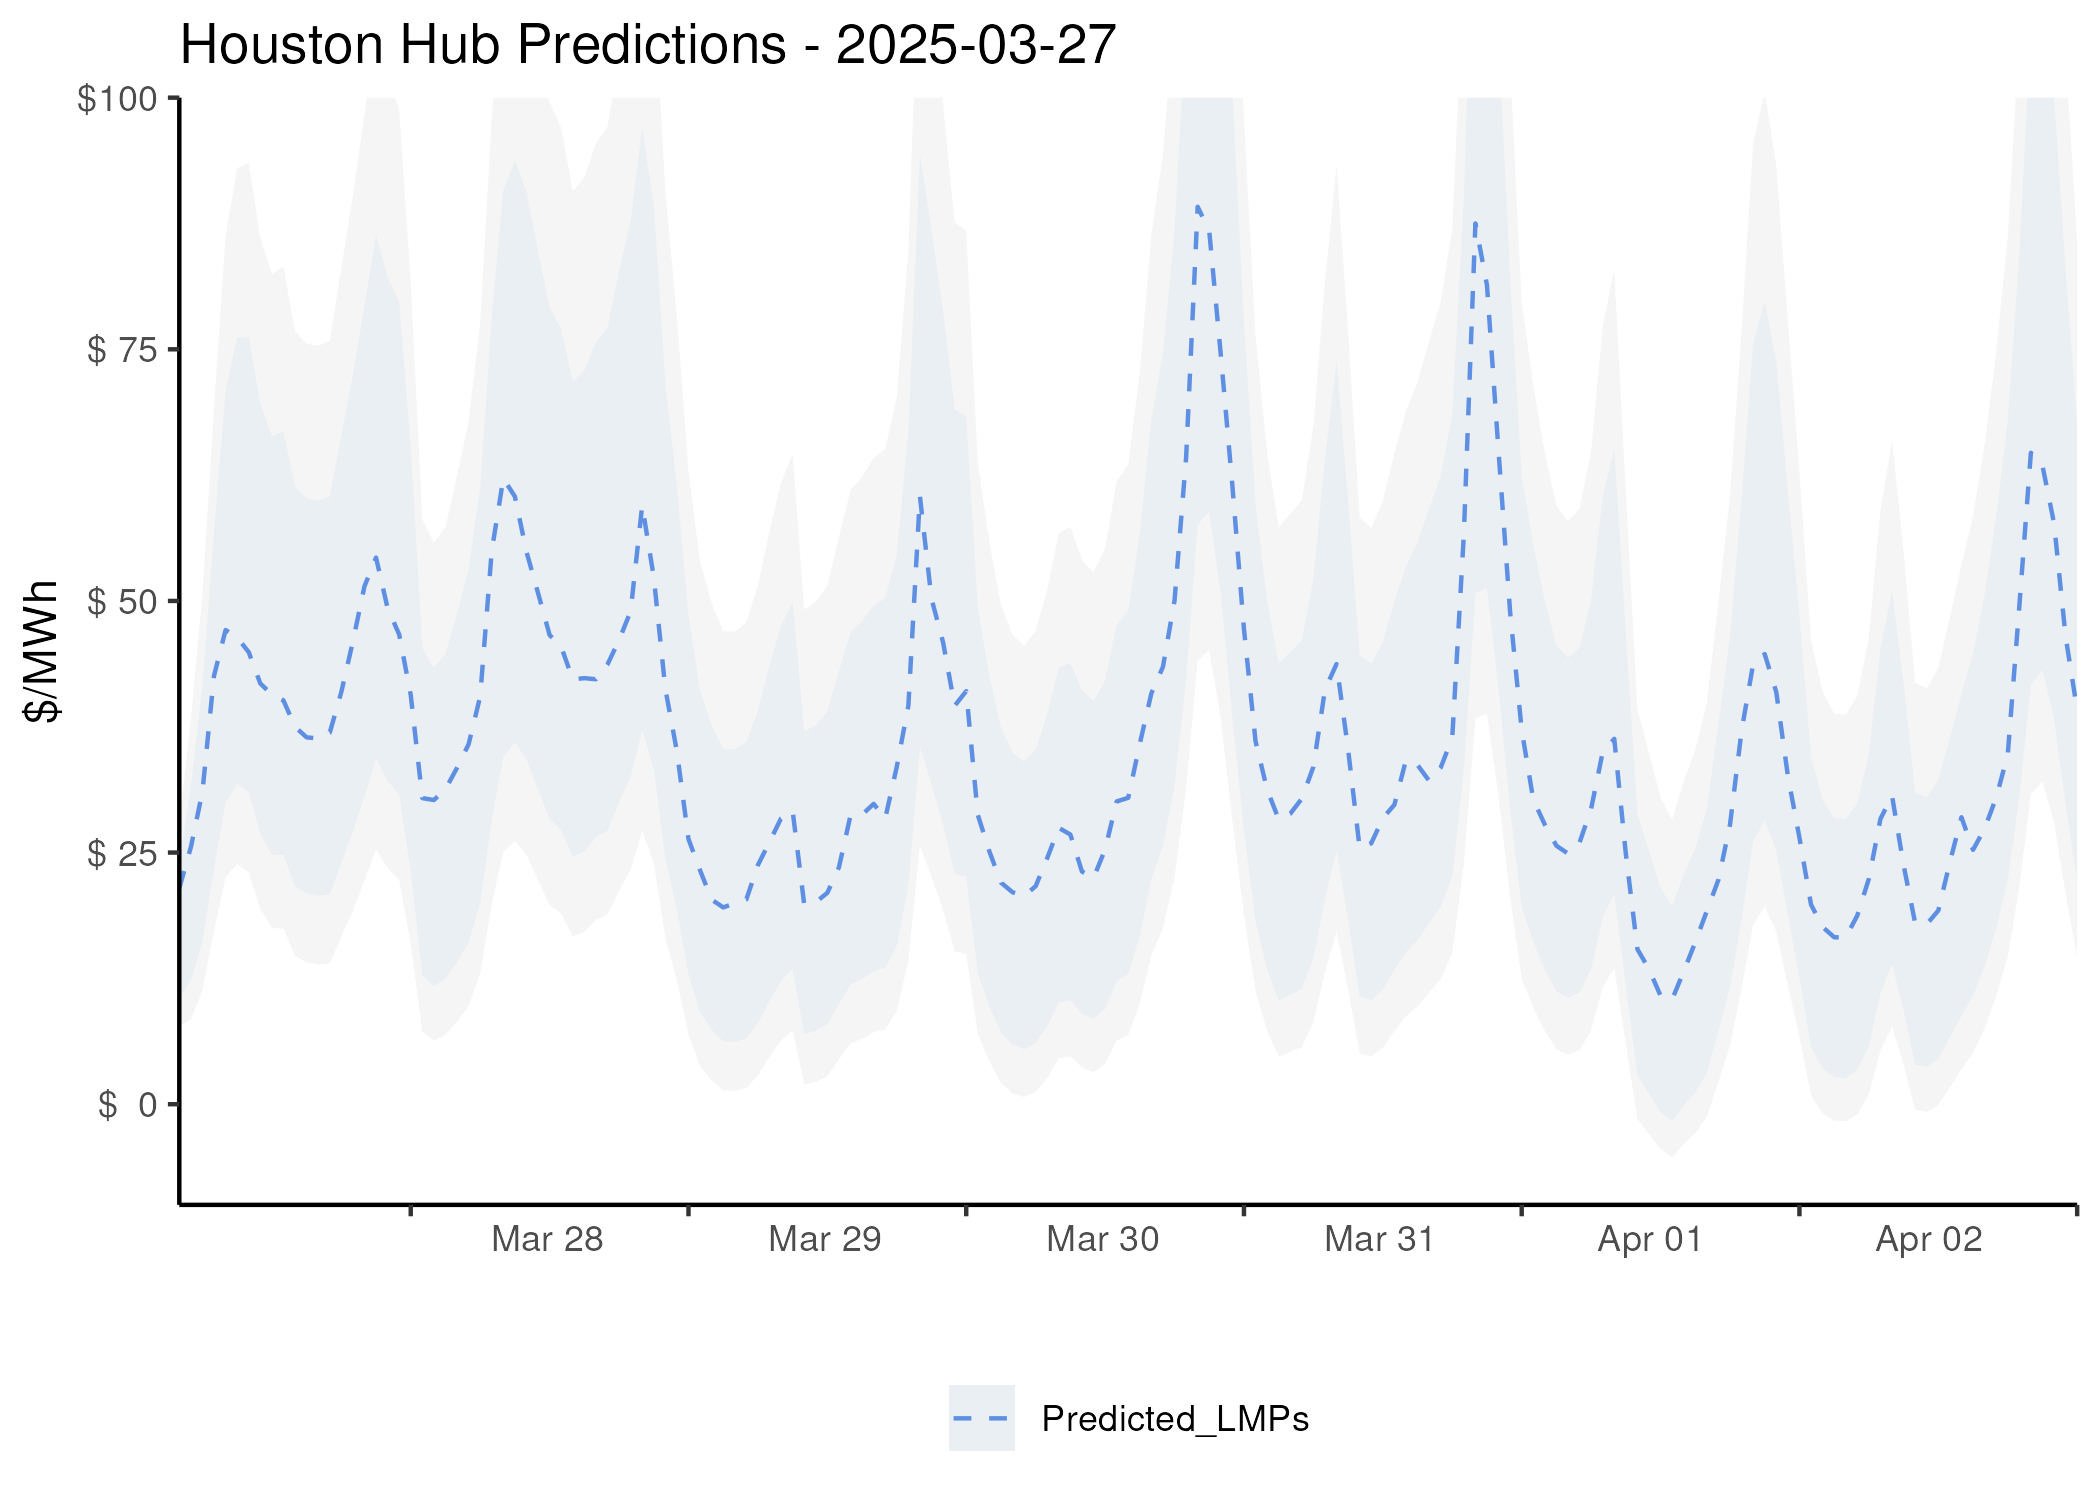 Houston Hub Predictions - 2025-03-27
$100
$ 75
$ 50
$ 25
$  0
$/MWh
Mar 28 Mar 29 Mar 30 Mar 31 Apr 01 Apr 02
Predicted_LMPs